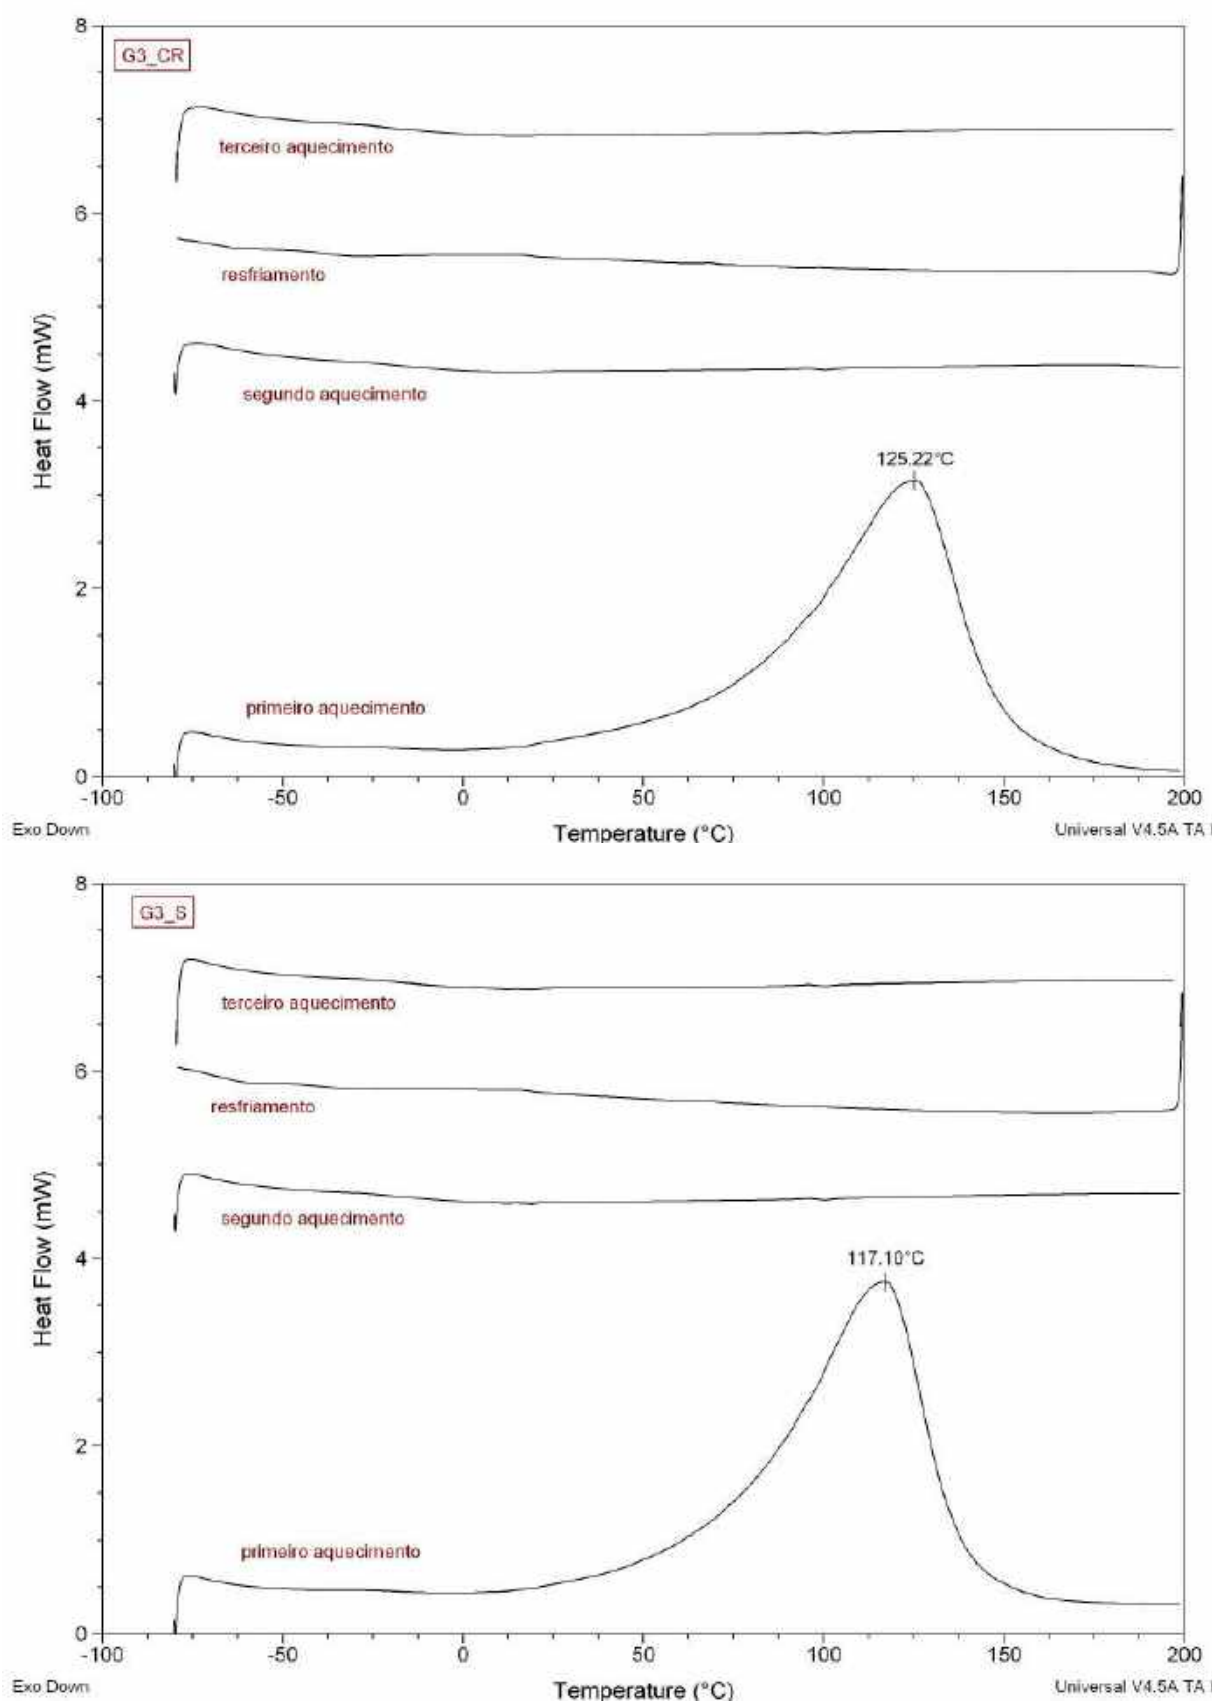 8
G3_CR
terceiro aquecimento
6
resfriamento
Heat Flow (mW)
segundo aquecimento
4
125.22°C
2
primeiro aquecimento
0
-100 -50 0 50 100 150 200
Exo Down Temperature (°C) Universal V4.5A TA
8
G3_S
terceiro aquecimento
6
resfriamento
Heat Flow (mW)
segundo aquecimento
4
117.10°C
2
primeiro aquecimento
0
-100 -50 0 50 100 150 200
Exo Down Temperature (°C) Universal V4.5A TA